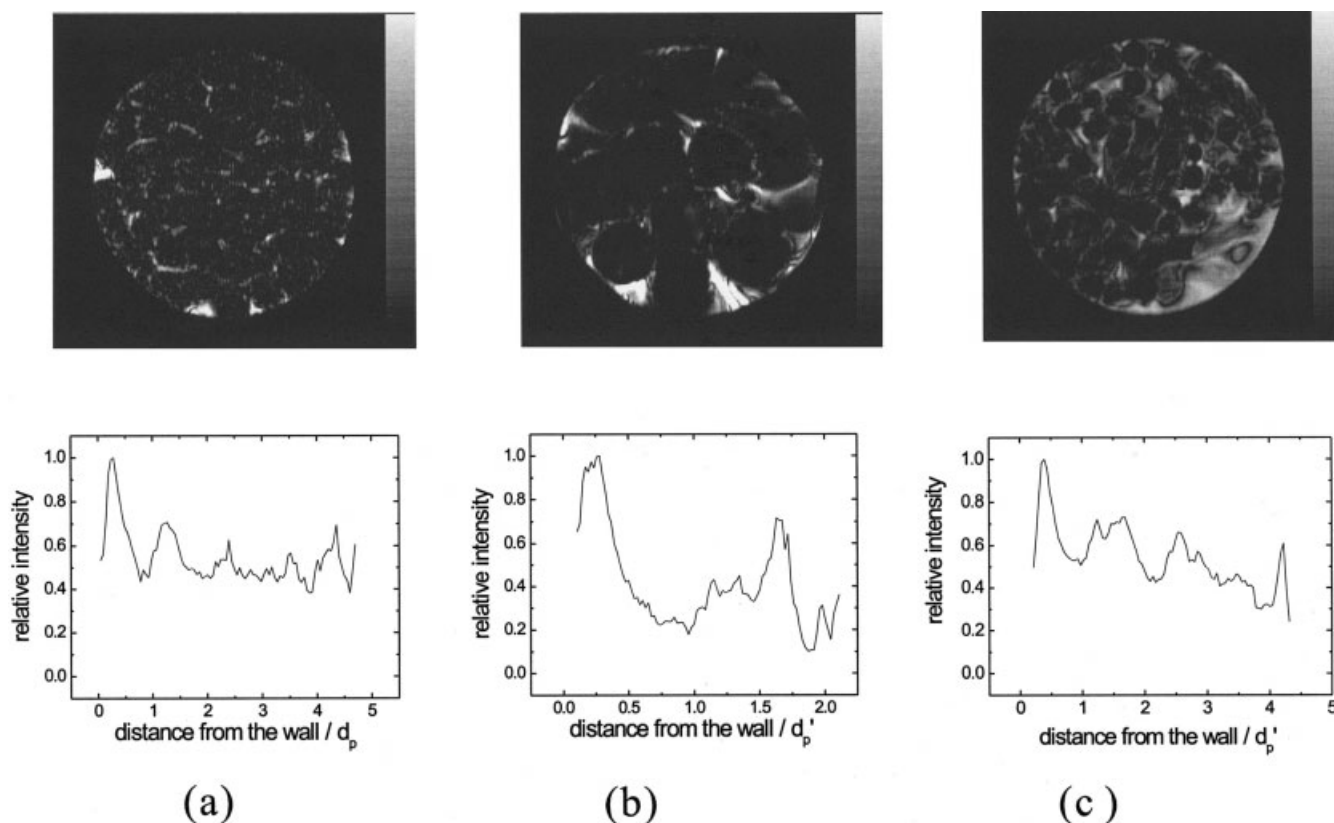 relative intensity
1.0
0.8
0.6
0.4
0.2
0.0
0 1 2 3 4 5
distance from the wall / dp
relative intensity
1.0
0.8
0.6
0.4
0.2
0.0
0.0 0.5 1.0 1.5 2.0
distance from the wall / dp'
relative intensity
1.0
0.8
0.6
0.4
0.2
0.0
0 1 2 3 4 5
distance from the wall / dp'
(a)
(b)
(c )